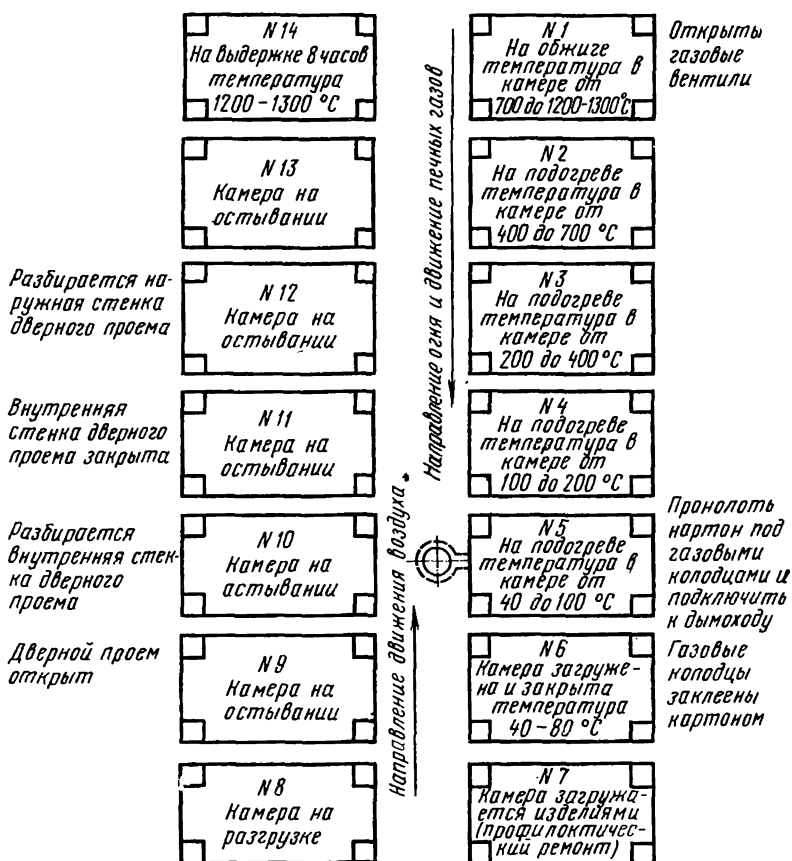 N 14
На выдержке 8 часов
температура
1200 – 1300 °С
N 13
Камера на
остывании
Разбирается на-
ружная стенка
дверного проема
N 12
Камера на
остывании
Внутренняя
стенка дверного
проема закрыта
N 11
Камера на
остывании
Разбирается
внутренняя стен-
ка дверного
проема
N 10
Камера на
астывании
Дверной проем
открыт
N 9
Камера на
остывании
N 8
Камера на
разгрузке
Направление движения воздуха
Направление огня и движение печных газов
N 1
На обжиге
температура в
камере от
700 до 1200-1300°С
Открыты
газовые
вентили
N 2
На подогреве
температура в
камере от
400 до 700 °С
N 3
На подогреве
температура в
камере от
200 до 400°С
N 4
На подогреве
температура в
камере от
100 до 200 °С
N 5
На подогреве
температура в
камере от
40 до 100 °С
Пронолоть
картон под
газовыми
колодцами и
подключить
к дымоходу
N 6
Камера загруже-
на и закрыта
температура
40 – 80 °С
Газовые
колодцы
заклеены
картоном
N 7
Камера загружа-
ется изделиями
(профилоктичес-
кий ремонт)